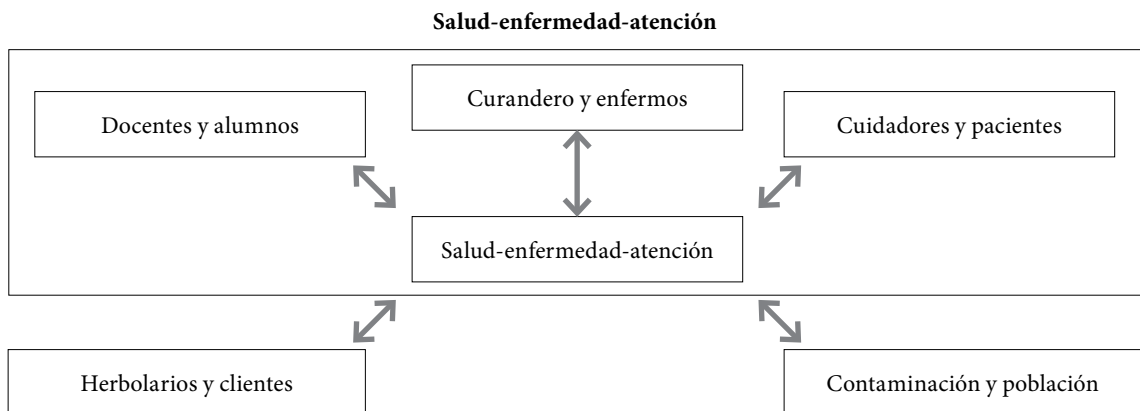 Salud-enfermedad-atención
Curandero y enfermos
Docentes y alumnos
Cuidadores y pacientes
Salud-enfermedad-atención
Herbolarios y clientes
Contaminación y población